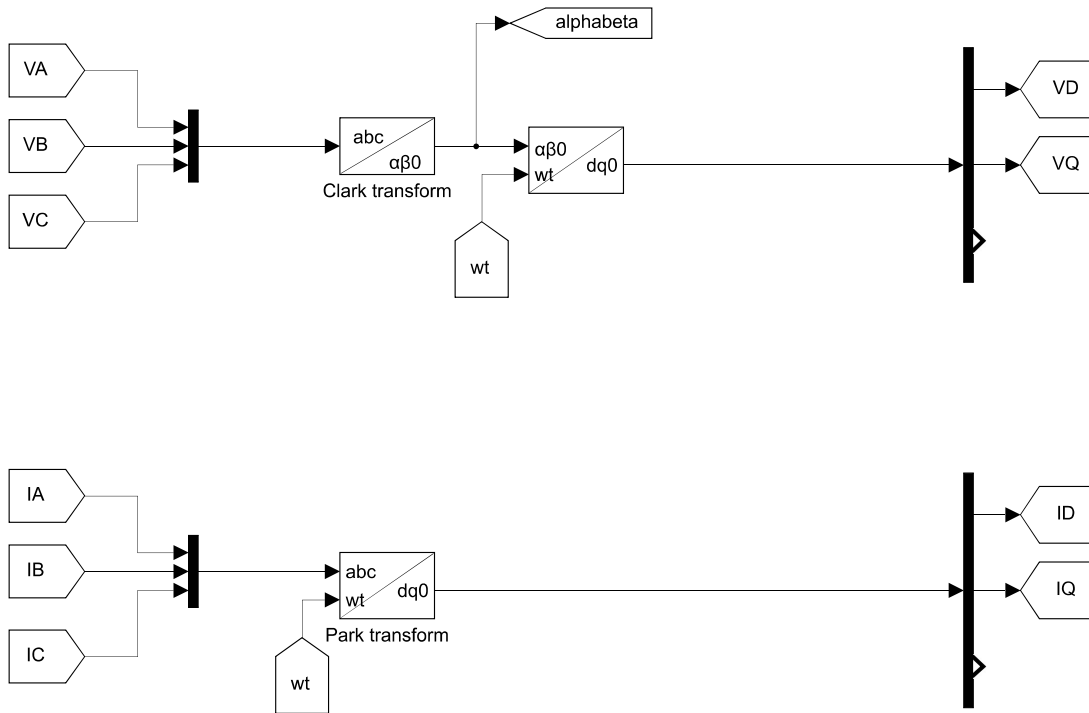 alphabeta
VA
VB
VC
abc
αβ0
Clark transform
αβ0
wt
dq0
wt
VD
VQ
IA
IB
IC
abc
wt
dq0
Park transform
wt
ID
IQ